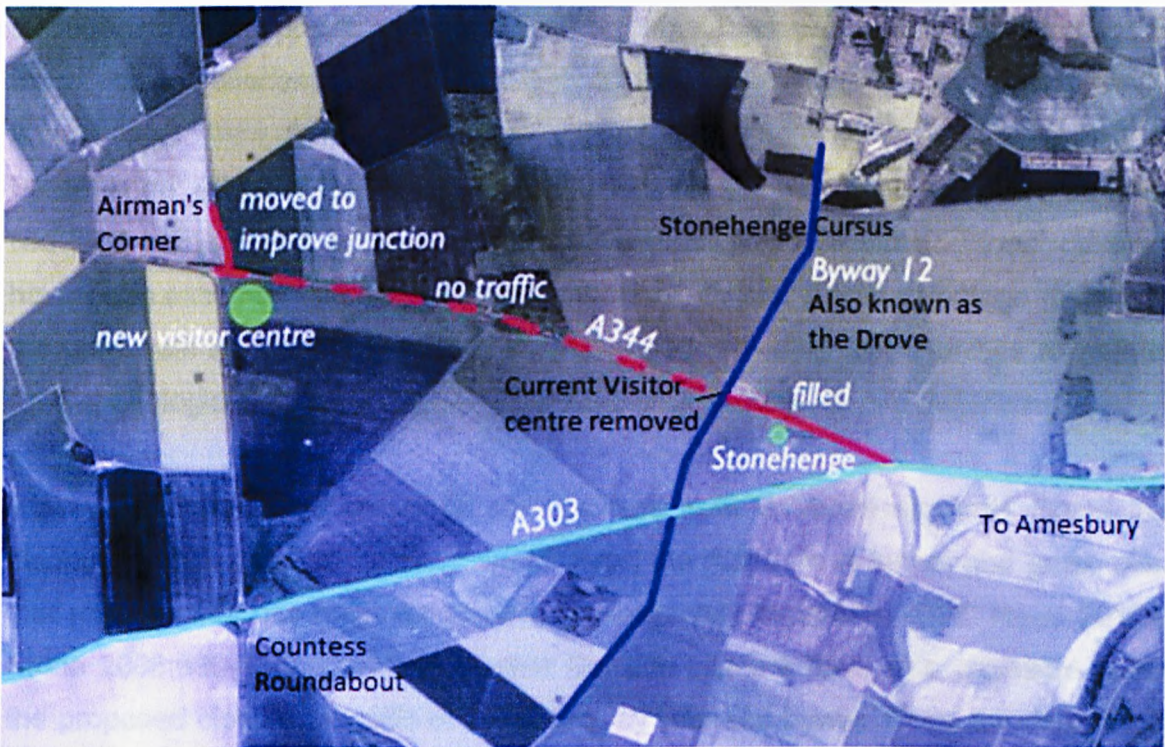 Airman's
Corner
moved to
improve junction
Stonehenge Cursus
Byway 12
Also known as
the Drove
no traffic
new visitor centre
A344
Current Visitor
centre removed
filled
Stonehenge
A303
To Amesbury
Countess
Roundabout